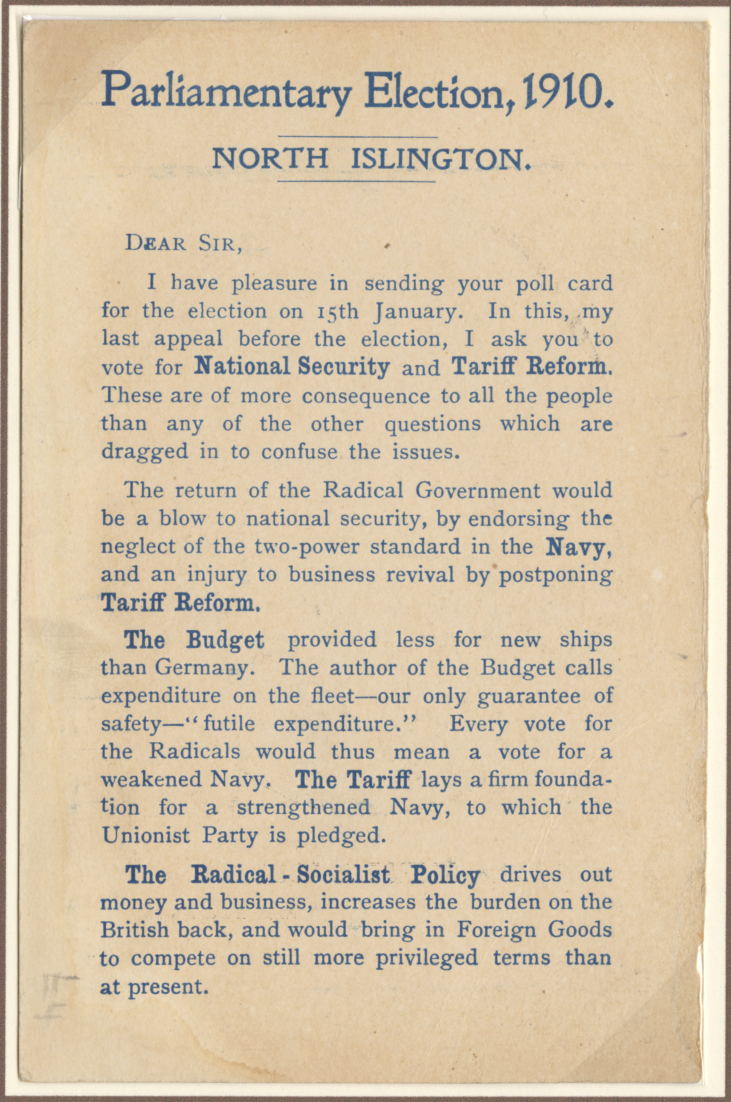 Parliamentary Election, 1910.
NORTH ISLINGTON.
DEAR SIR,
I have pleasure in sending your poll card
for the election on 15th January. In this, my
last appeal before the election, I ask you to
vote for National Security and Tariff Reform.
These are of more consequence to all the people
than any of the other questions which are
dragged in to confuse the issues.
The return of the Radical Government would
be a blow to national security, by endorsing the
neglect of the two-power standard in the Navy,
and an injury to business revival by postponing
Tariff Reform.
The Budget provided less for new ships
than Germany. The author of the Budget calls
expenditure on the fleet—our only guarantee of
safety—“futile expenditure.” Every vote for
the Radicals would thus mean a vote for a
weakened Navy. The Tariff lays a firm founda-
tion for a strengthened Navy, to which the
Unionist Party is pledged.
The Radical-Socialist Policy drives out
money and business, increases the burden on the
British back, and would bring in Foreign Goods
to compete on still more privileged terms than
at present.